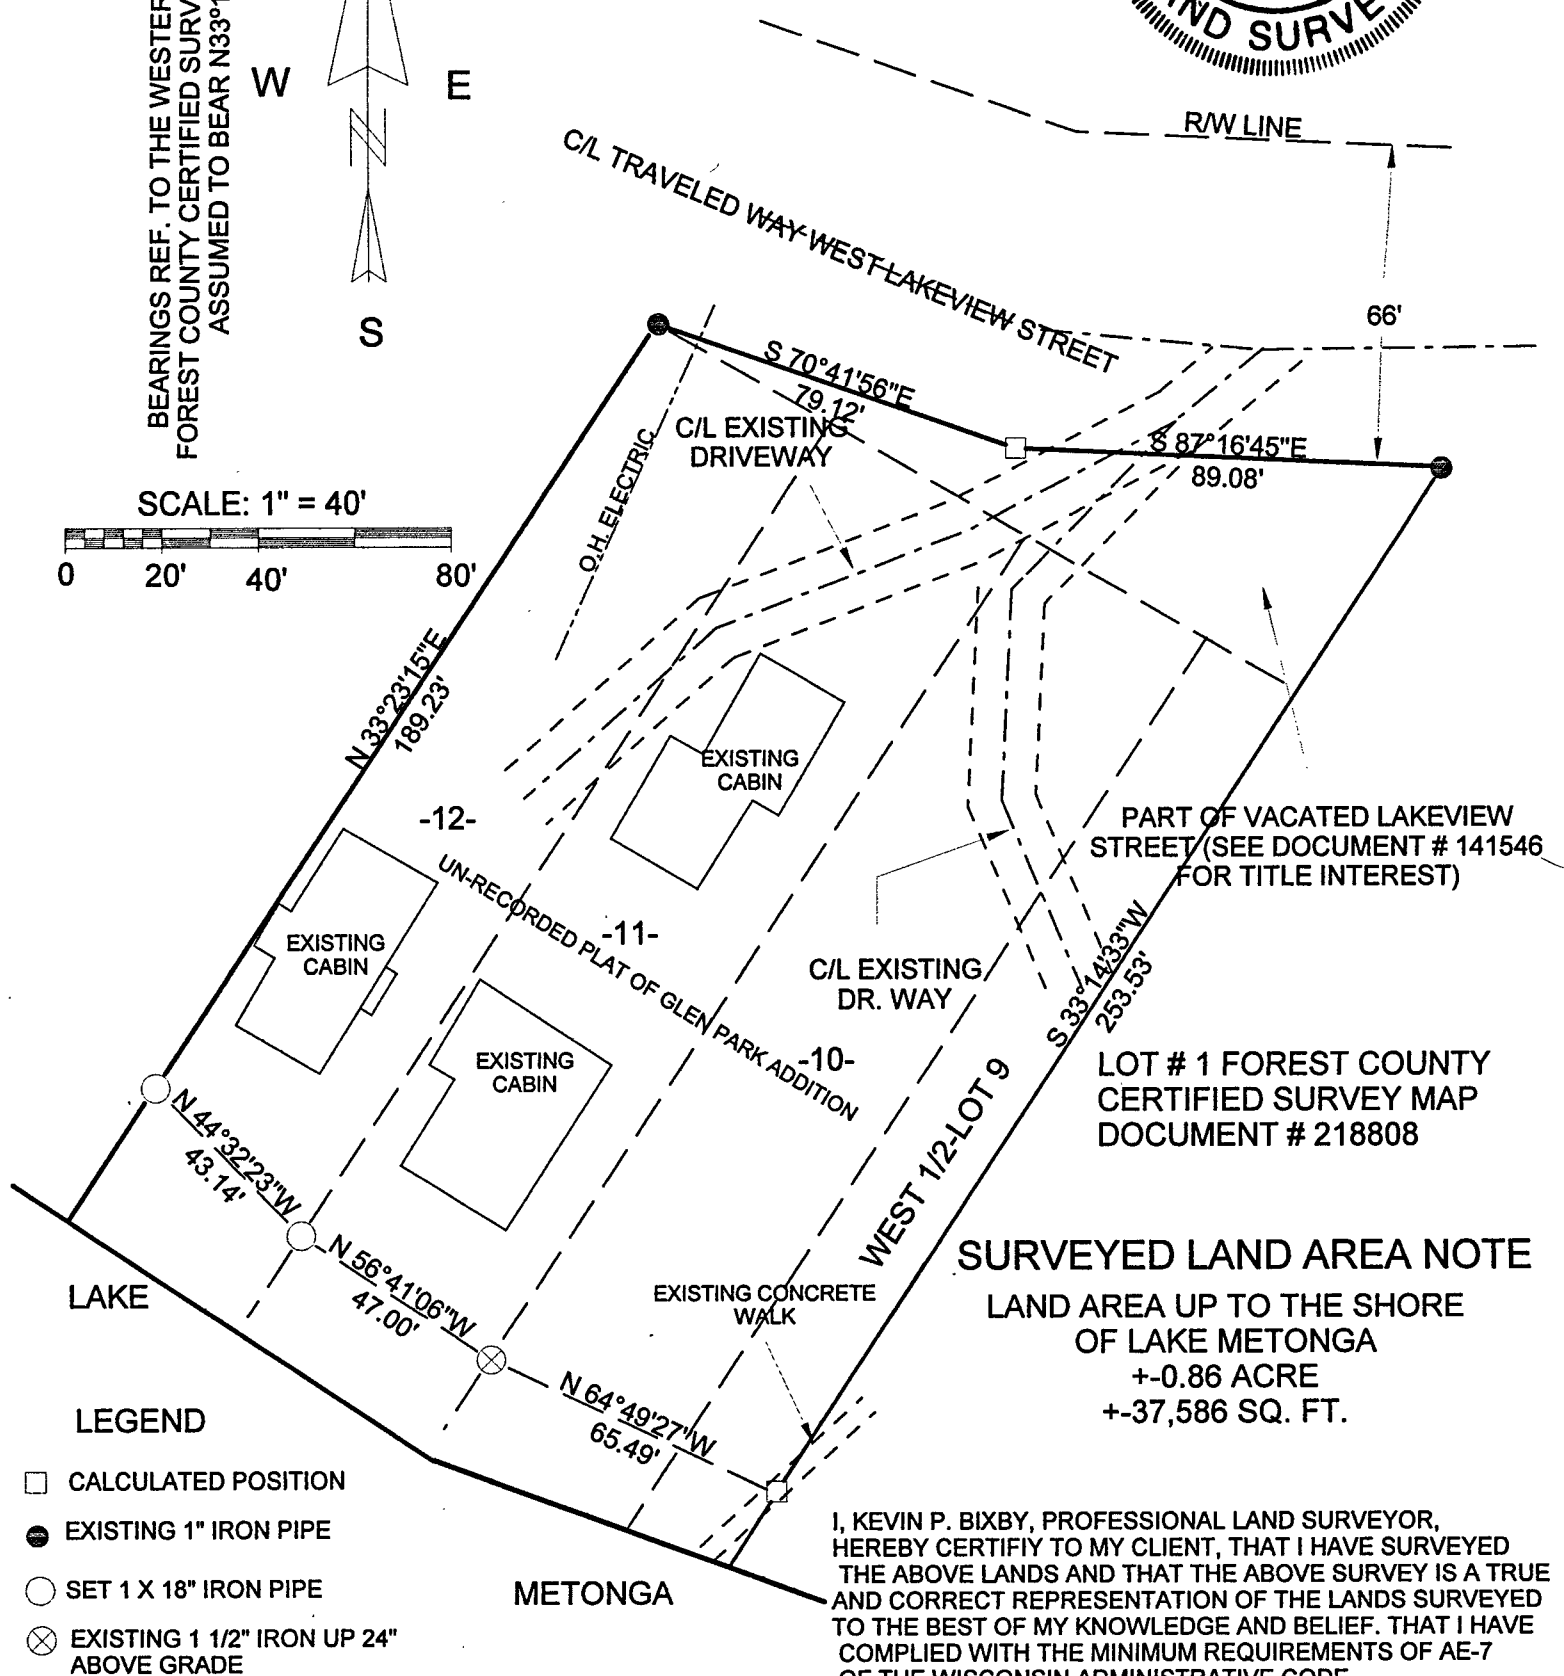 BEARINGS REF. TO THE WESTER
FOREST COUNTY CERTIFIED SURV
ASSUMED TO BEAR N33°1
W
E
N
S
ND SURVE
R/W LINE
C/L TRAVELED WAY WEST LAKEVIEW STREET
66'
S 70°41'56"E
79.12'
S 87°16'45"E
89.08'
C/L EXISTING
DRIVEWAY
O.H. ELECTRIC
SCALE: 1" = 40'
0 20' 40' 80'
N 33°23'15"E
189.23'
EXISTING
CABIN
-12-
UN-RECORDED PLAT OF GLEN PARK ADDITION
-11-
-10-
PART OF VACATED LAKEVIEW
STREET (SEE DOCUMENT # 141546
FOR TITLE INTEREST)
EXISTING
CABIN
C/L EXISTING
DR. WAY
S 33°14'33"W
253.53'
EXISTING
CABIN
LOT # 1 FOREST COUNTY
CERTIFIED SURVEY MAP
DOCUMENT # 218808
WEST 1/2-LOT 9
N 44°32'23"W
43.14'
N 56°41'06"W
47.00'
N 64°49'27"W
65.49'
EXISTING CONCRETE
WALK
SURVEYED LAND AREA NOTE
LAND AREA UP TO THE SHORE
OF LAKE METONGA
+-0.86 ACRE
+-37,586 SQ. FT.
LAKE
METONGA
LEGEND
CALCULATED POSITION
EXISTING 1" IRON PIPE
SET 1 X 18" IRON PIPE
EXISTING 1 1/2" IRON UP 24"
ABOVE GRADE
I, KEVIN P. BIXBY, PROFESSIONAL LAND SURVEYOR,
HEREBY CERTIFIY TO MY CLIENT, THAT I HAVE SURVEYED
THE ABOVE LANDS AND THAT THE ABOVE SURVEY IS A TRUE
AND CORRECT REPRESENTATION OF THE LANDS SURVEYED
TO THE BEST OF MY KNOWLEDGE AND BELIEF. THAT I HAVE
COMPLIED WITH THE MINIMUM REQUIREMENTS OF AE-7
OF THE WISCONSIN ADMINISTRATIVE CODE